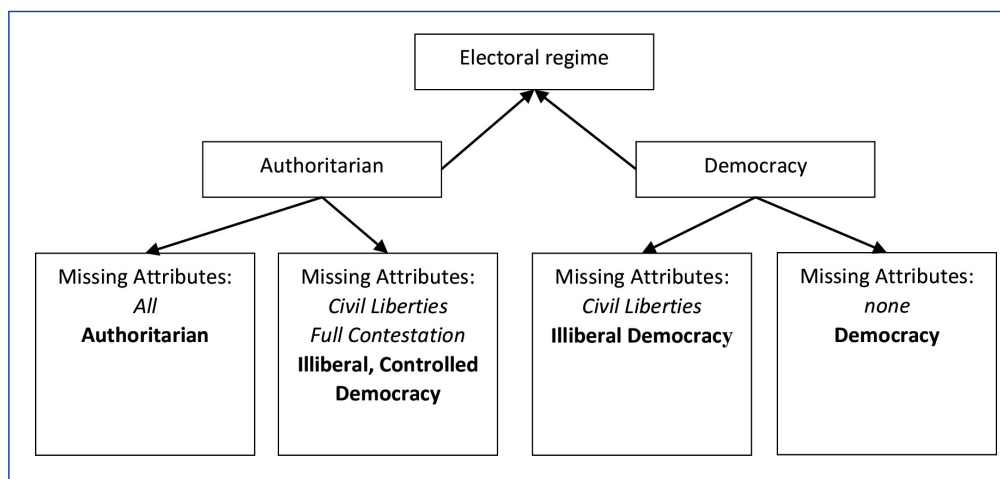 Electoral regime
Authoritarian
Democracy
Missing Attributes:
All
Authoritarian
Missing Attributes:
Civil Liberties
Full Contestation
Illiberal, Controlled
Democracy
Missing Attributes:
Civil Liberties
Illiberal Democracy
Missing Attributes:
none
Democracy